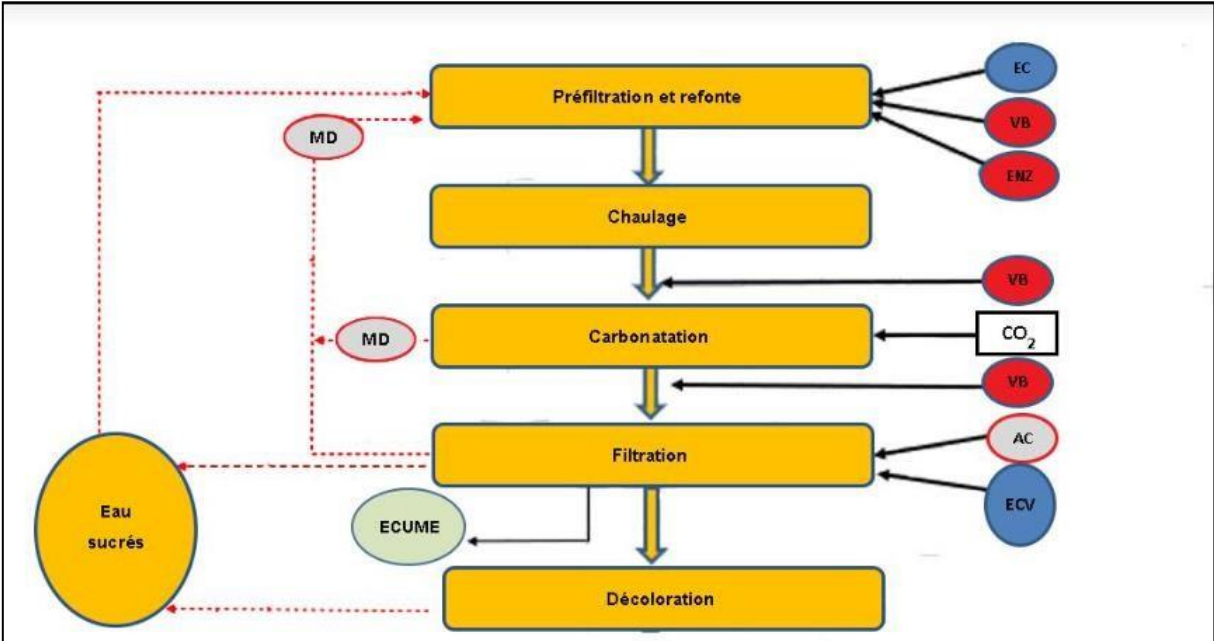 EC
Préfiltration et refonte
VB
MD
ENZ
Chaulage
VB
MD
Carbonatation
CO2
VB
AC
Filtration
Eau
sucrés
ECUME
ECV
Décoloration